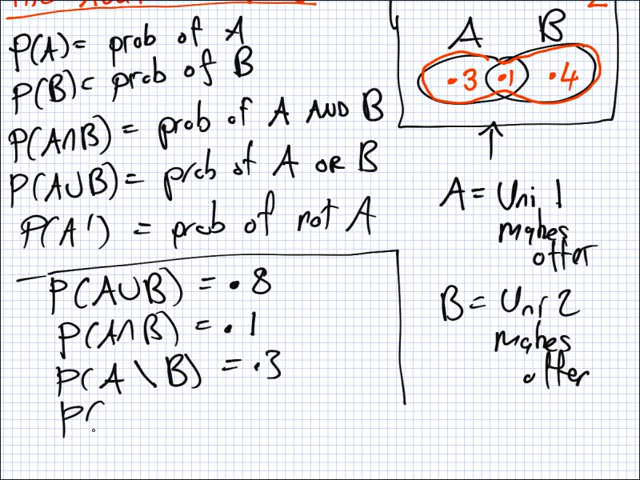 P(A) = prob of A
P(B) = prob of B
P(A∩B) = prob of A AND B
P(A∪B) = prob of A OR B
P(A') = prob of not A
P(A∪B) = .8
P(A∩B) = .1
P(A \ B) = .3
P(
A B
.3 .1 .4
A = Uni 1
makes
offer
B = Uni 2
makes
offer